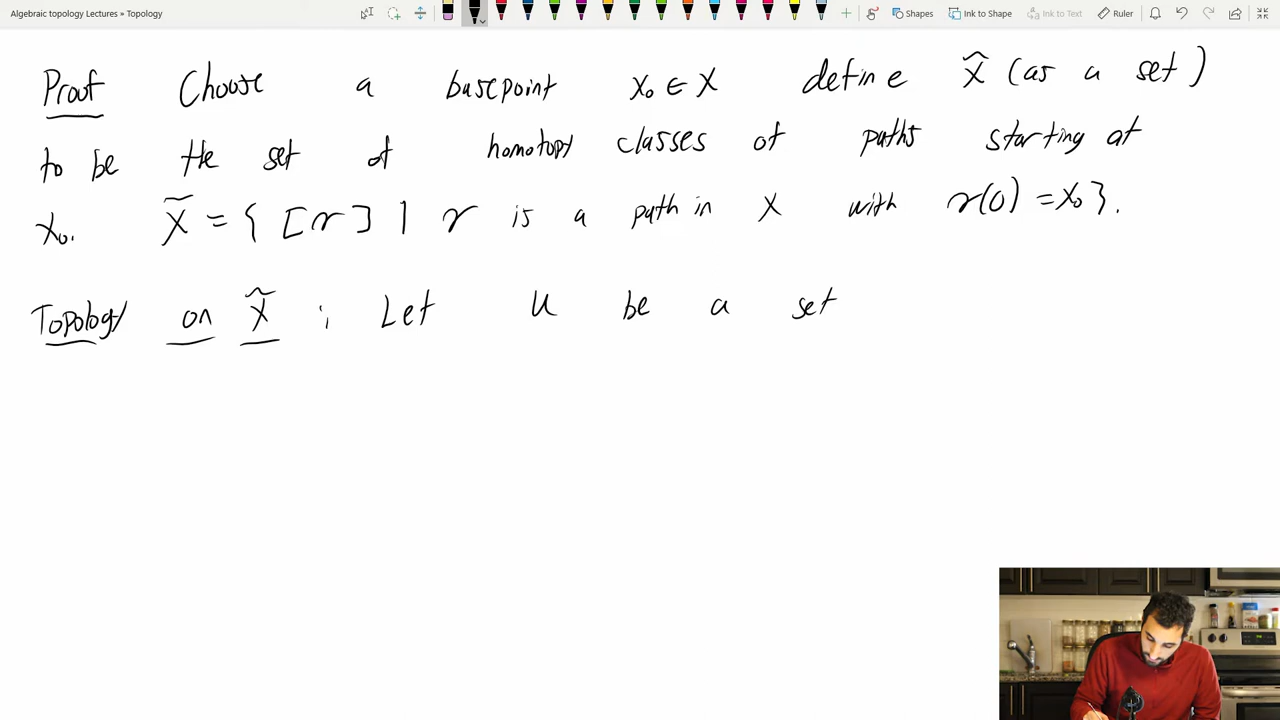 Algebraic topology Lectures » Topology
Shapes Ink to Shape Ink to Text Ruler
Proof Choose a basepoint x₀ ∈ X define X̃ (as a set)
to be the set of homotopy classes of paths starting at
x₀. X̃ = { [γ] | γ is a path in X with γ(0) = x₀ }.
Topology on X̃ : Let U be a set